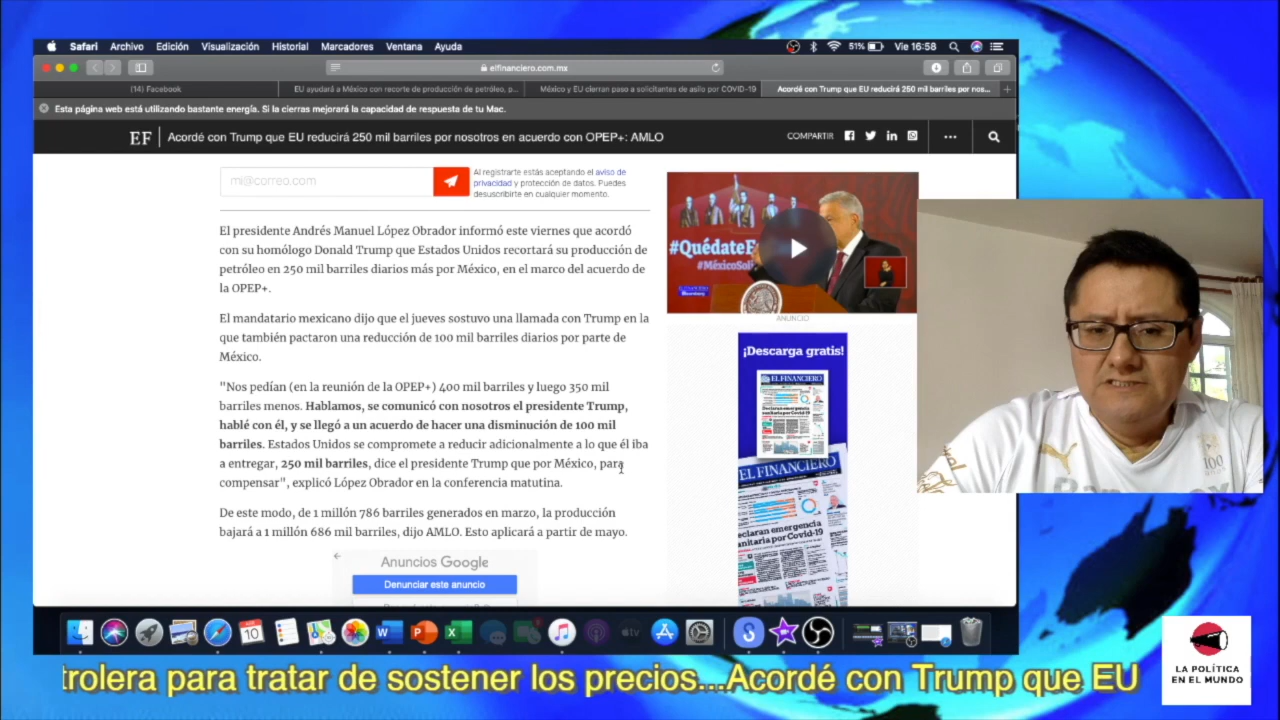 Safari Archivo Edición Visualización Historial Marcadores Ventana Ayuda
51% Vie 16:58
elfinanciero.com.mx
(14) Facebook
EU ayudará a México con recorte de producción de petróleo, p...
México y EU cierran paso a solicitantes de asilo por COVID-19
Acordé con Trump que EU reducirá 250 mil barriles por nos...
Esta página web está utilizando bastante energía. Si la cierras mejorará la capacidad de respuesta de tu Mac.
EF
Acordé con Trump que EU reducirá 250 mil barriles por nosotros en acuerdo con OPEP+: AMLO
COMPARTIR
mi@correo.com
Al registrarte estás aceptando el aviso de
privacidad y protección de datos. Puedes
desuscribirte en cualquier momento.
El presidente Andrés Manuel López Obrador informó este viernes que acordó
con su homólogo Donald Trump que Estados Unidos recortará su producción de
petróleo en 250 mil barriles diarios más por México, en el marco del acuerdo de
la OPEP+.
El mandatario mexicano dijo que el jueves sostuvo una llamada con Trump en la
que también pactaron una reducción de 100 mil barriles diarios por parte de
México.
"Nos pedían (en la reunión de la OPEP+) 400 mil barriles y luego 350 mil
barriles menos. Hablamos, se comunicó con nosotros el presidente Trump,
hablé con él, y se llegó a un acuerdo de hacer una disminución de 100 mil
barriles. Estados Unidos se compromete a reducir adicionalmente a lo que él iba
a entregar, 250 mil barriles, dice el presidente Trump que por México, para
compensar", explicó López Obrador en la conferencia matutina.
De este modo, de 1 millón 786 barriles generados en marzo, la producción
bajará a 1 millón 686 mil barriles, dijo AMLO. Esto aplicará a partir de mayo.
Anuncios Google
Denunciar este anuncio
#QuédateE
#MéxicoSoli
ANUNCIO
¡Descarga gratis!
EL FINANCIERO
Declaran emergencia
sanitaria por Covid-19
EL FINANCIERO
eclaran emergencia
anitaria por Covid-19
100
ABR
10
tv
trolera para tratar de sostener los precios...Acordé con Trump que EU
LA POLÍTICA
EN EL MUNDO